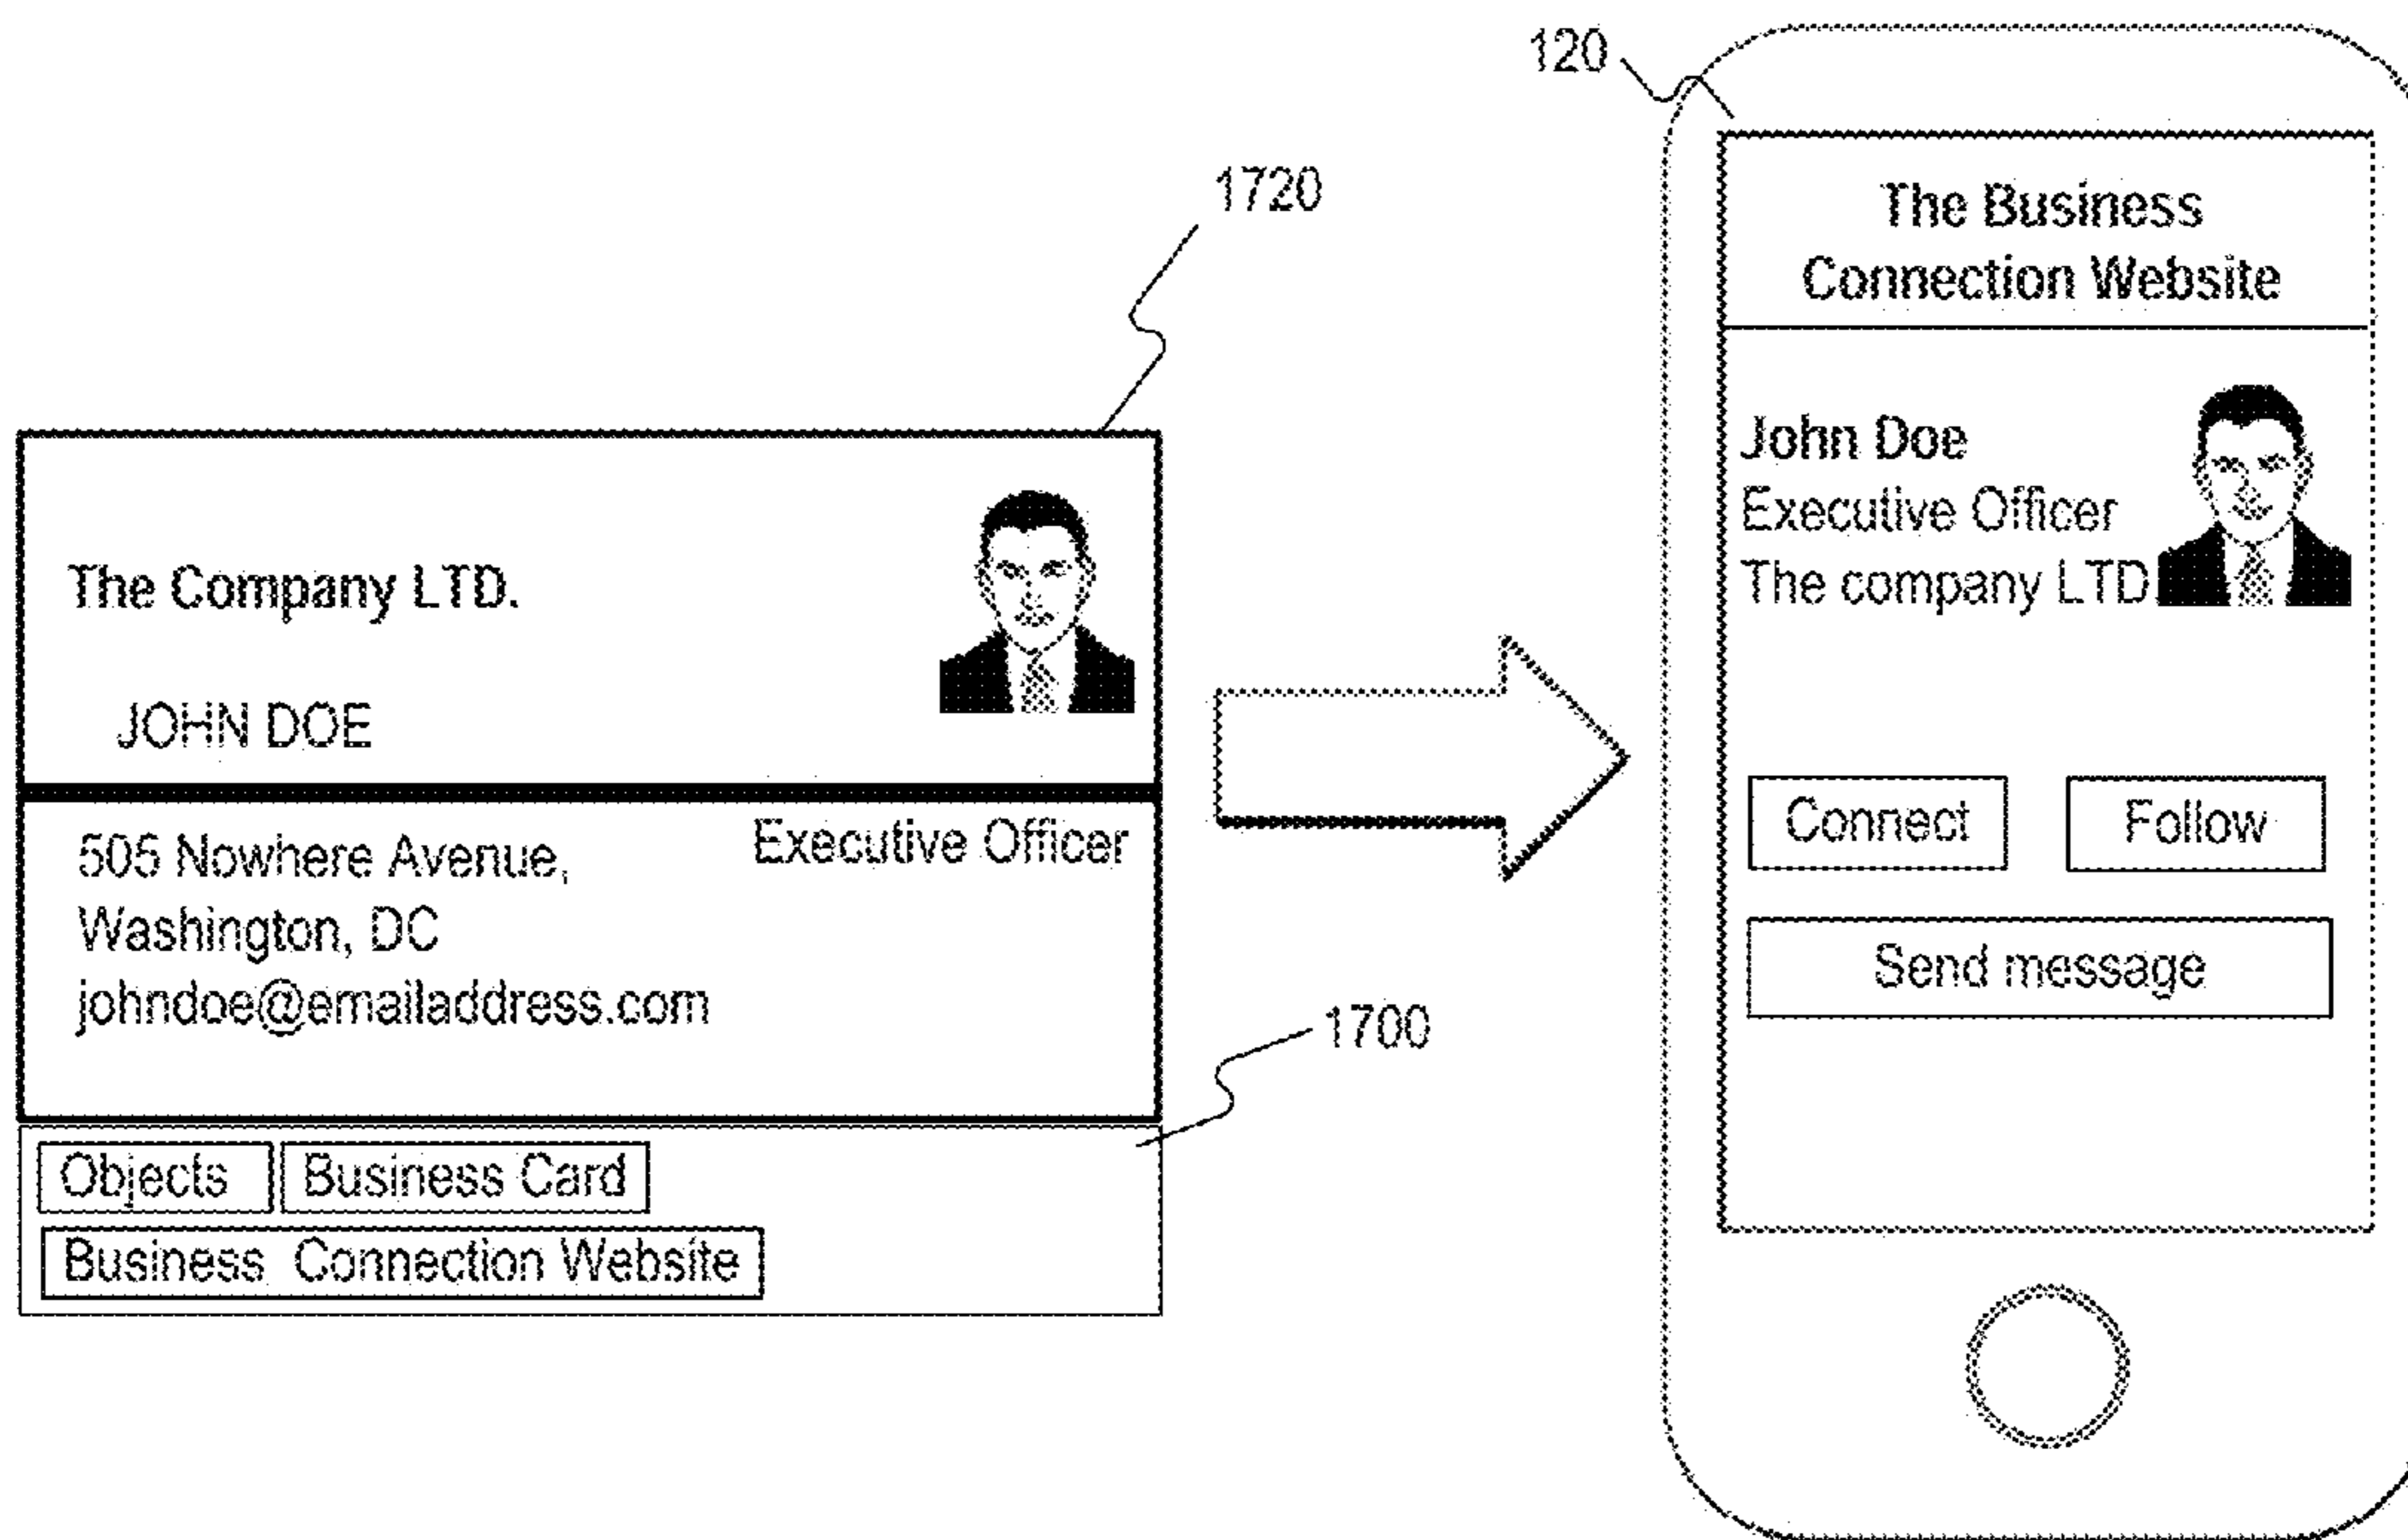 120
1720
The Business
Connection Website
John Doe
Executive Officer
The company LTD
The Company LTD.
JOHN DOE
505 Nowhere Avenue,
Executive Officer
Washington, DC
johndoe@emailaddress.com
Connect
Follow
Send message
1700
Objects
Business Card
Business Connection Website